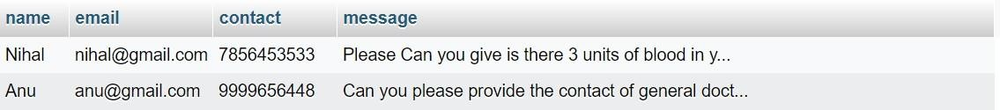 name email contact message
Nihal nihal@gmail.com 7856453533 Please Can you give is there 3 units of blood in y...
Anu anu@gmail.com 9999656448 Can you please provide the contact of general doct...